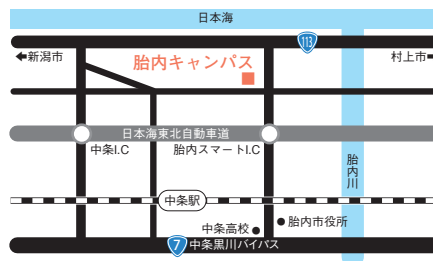 日本海
113
←新潟市
胎内キャンパス
村上市
日本海東北自動車道
中条I.C
胎内スマートI.C
胎内川
中条駅
胎内市役所
中条高校
7
中条黒川バイパス